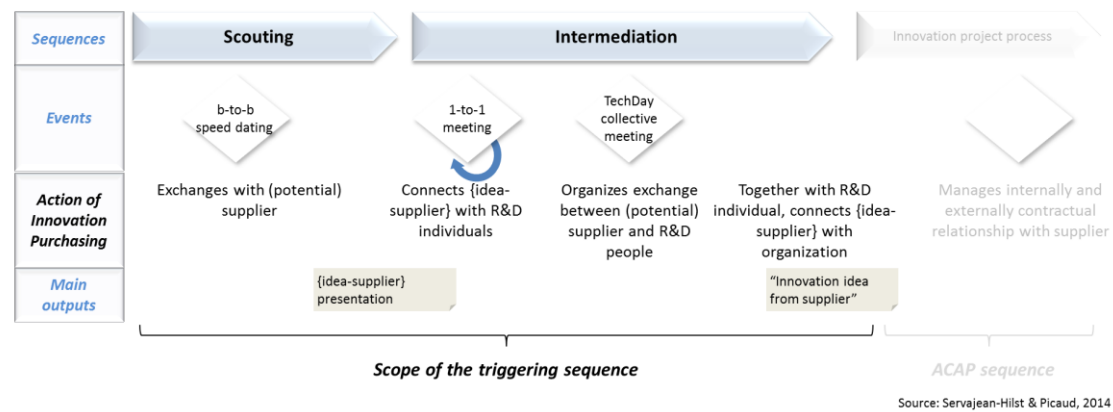 Sequences
Scouting
Intermediation
Innovation project process
Events
b-to-b
speed dating
1-to-1
meeting
TechDay
collective
meeting
Action of
Innovation
Purchasing
Exchanges with (potential)
supplier
Connects {idea-
supplier} with R&D
individuals
Organizes exchange
between (potential)
supplier and R&D
people
Together with R&D
individual, connects {idea-
supplier} with
organization
Manages internally and
externally contractual
relationship with supplier
Main
outputs
{idea-supplier}
presentation
“Innovation idea
from supplier”
Scope of the triggering sequence
ACAP sequence
Source: Servajean-Hilst & Picaud, 2014